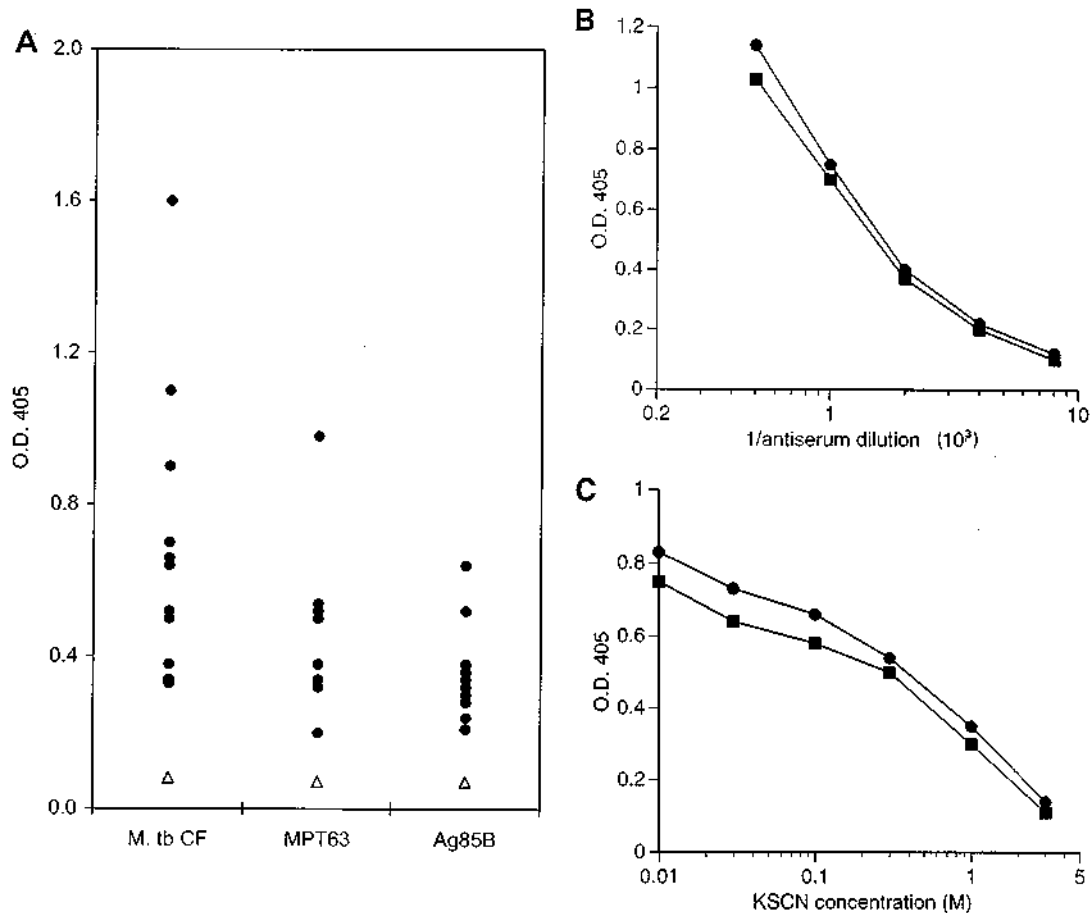 A
2.0
1.6
1.2
0.8
0.4
0.0
O.D. 405
M. tb CF
MPT63
Ag85B
B
1.2
1
0.8
0.6
0.4
0.2
0
O.D. 405
0.2
1
10
1/antiserum dilution (10³)
C
1
0.8
0.6
0.4
0.2
0
O.D. 405
0.01
0.1
1
5
KSCN concentration (M)